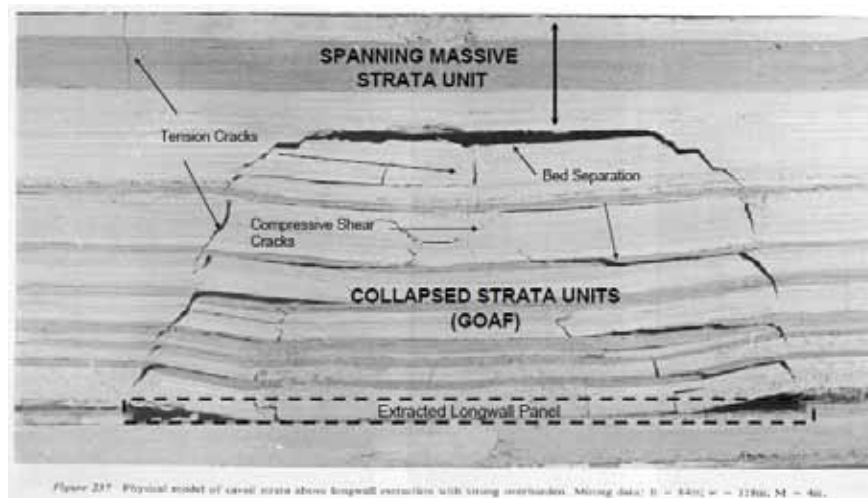 SPANNING MASSIVE
STRATA UNIT
Tension Cracks
Bed Separation
Compressive Shear
Cracks
COLLAPSED STRATA UNITS
(GOAF)
Extracted Longwall Panel
Physical model of caved strata above longwall extraction with strong overburden. Mining data: